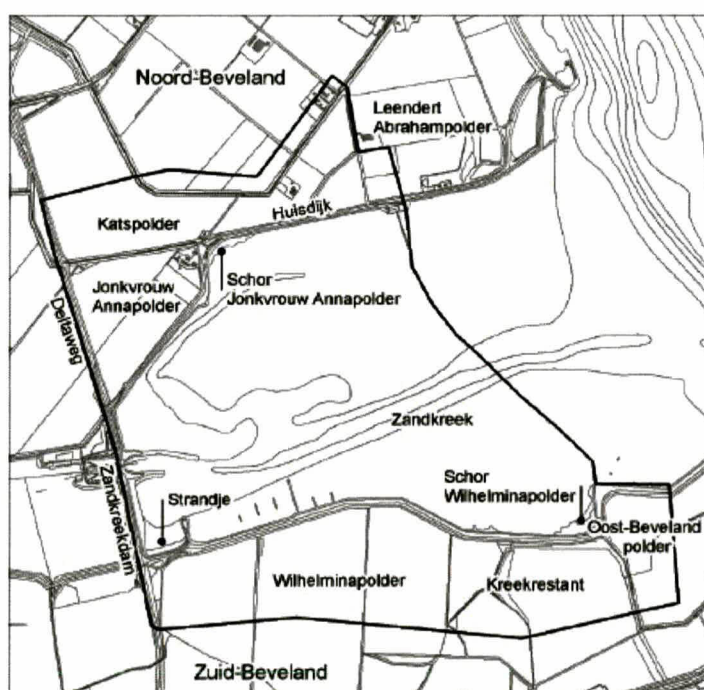 Noord-Beveland
Leendert
Abrahampolder
Katspolder
Huisdijk
Jonkvrouw
Annapolder
Schor
Jonkvrouw Annapolder
Deltaweg
Zandkreek
Zandkreekdam
Strandje
Schor
Wilhelminapolder
Oost-Beveland
polder
Wilhelminapolder
Kreekrestant
Zuid-Beveland